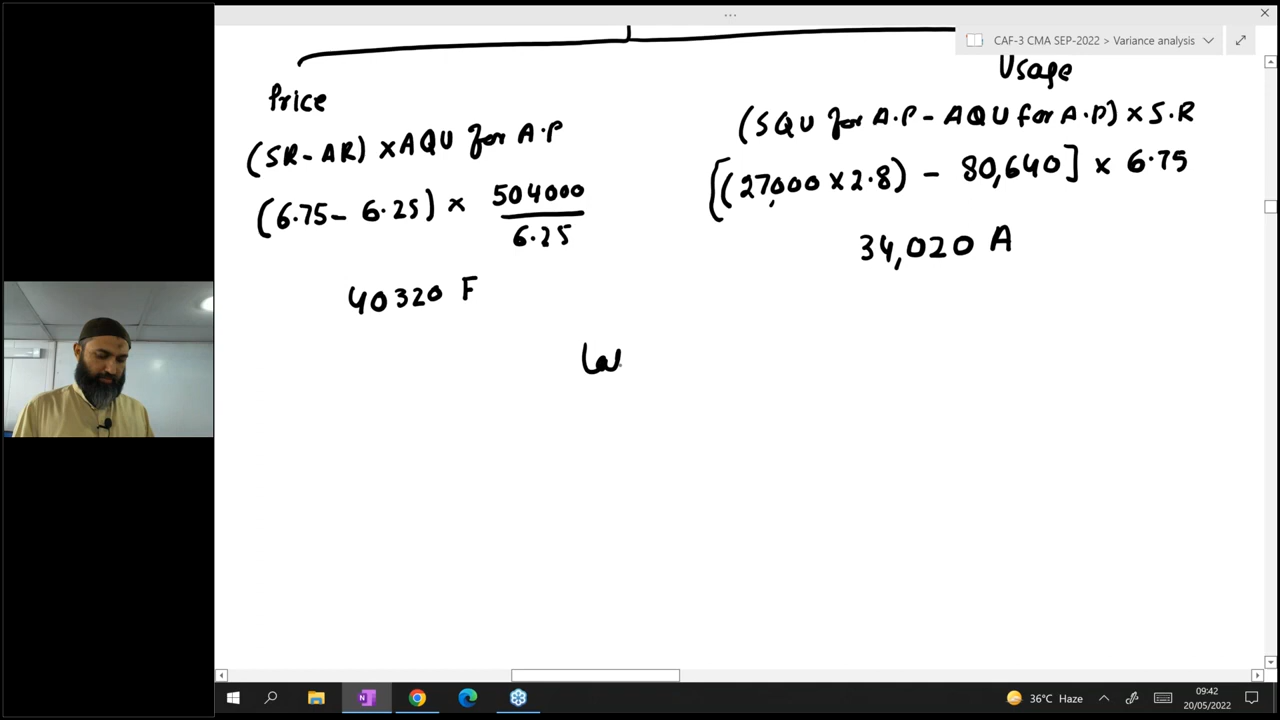 CAF-3 CMA SEP-2022 > Variance analysis
Price
(SR-AR) ×AQU for A.P
(6.75- 6.25) × 504000
6.25
40320 F
Usage
(SQU for A.P - AQU for A.P) × S.R
[(27,000 × 2.8) - 80,640] × 6.75
34,020 A
36°C Haze
09:42
20/05/2022